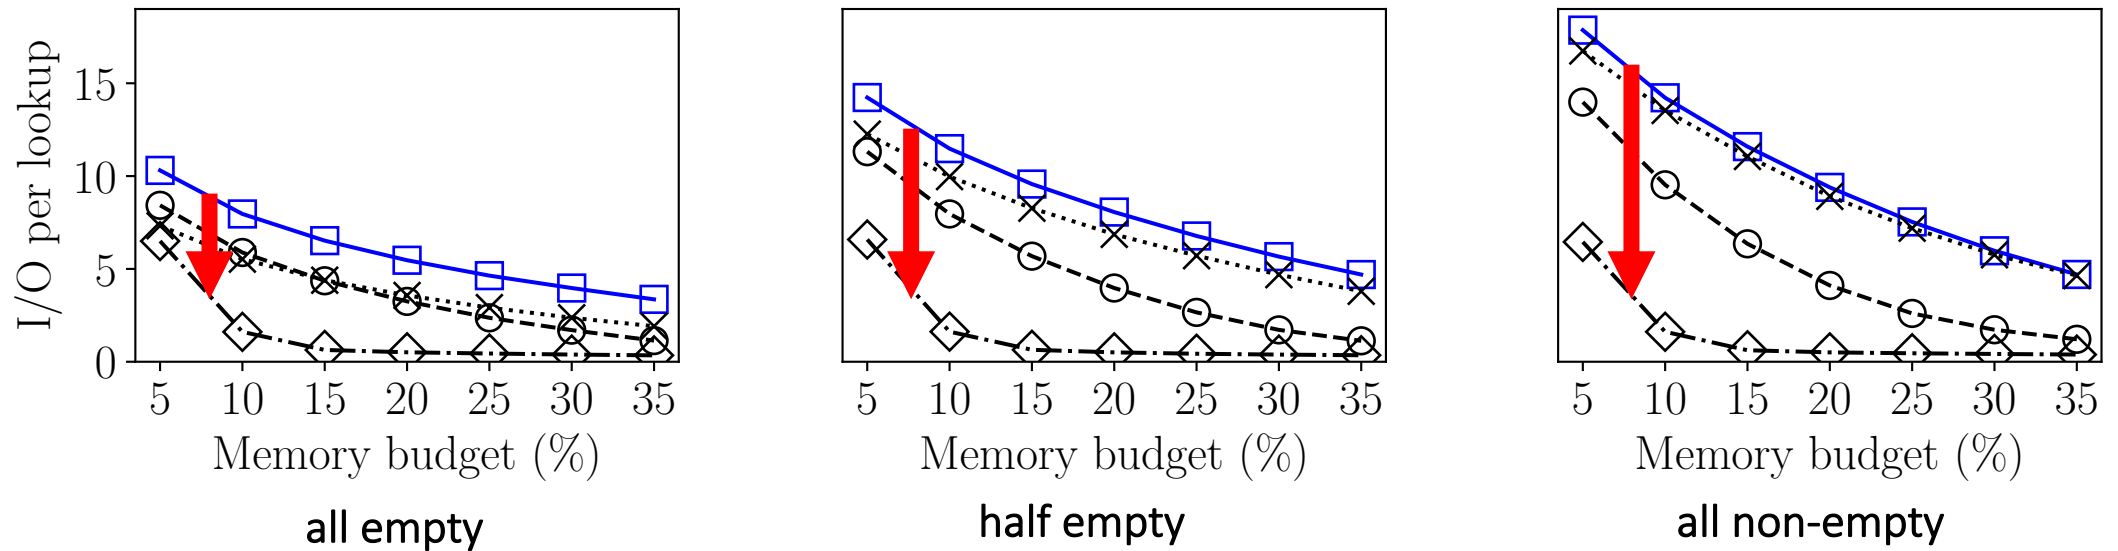 I/O per lookup
15
10
5
0
5 10 15 20 25 30 35
Memory budget (%)
all empty
5 10 15 20 25 30 35
Memory budget (%)
half empty
5 10 15 20 25 30 35
Memory budget (%)
all non-empty